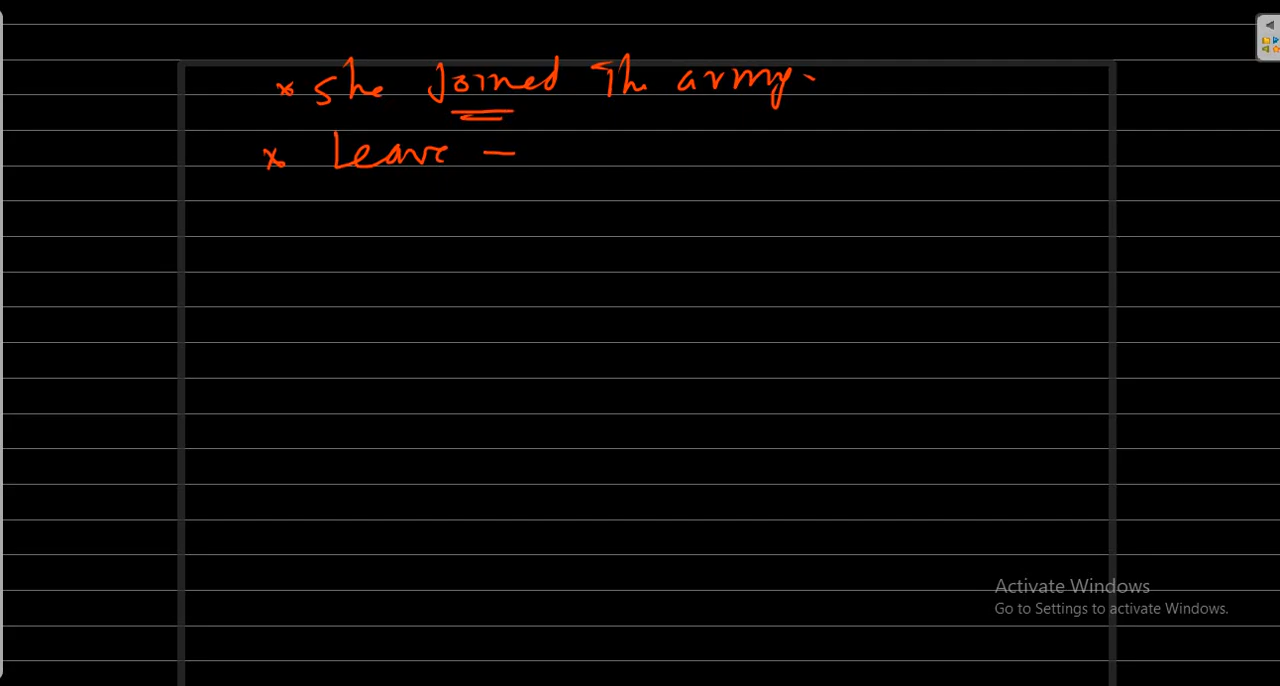 * She Joined The army.
* Leave -
Activate Windows
Go to Settings to activate Windows.